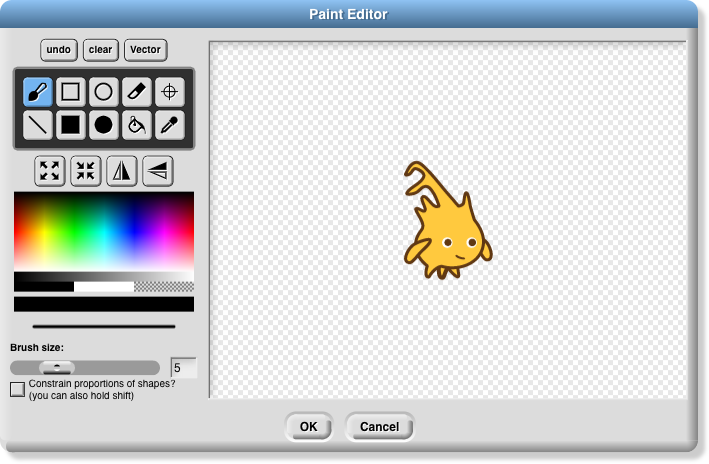 Paint Editor
undo
clear
Vector
Brush size:
5
Constrain proportions of shapes?
(you can also hold shift)
OK
Cancel